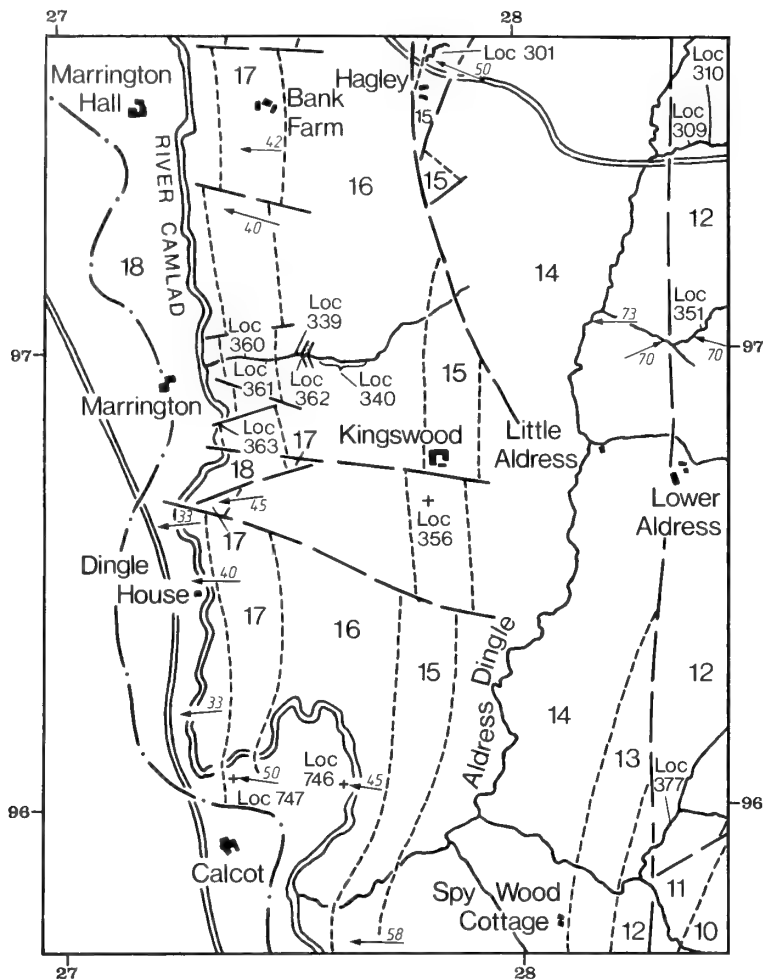 27
28
Marrington
Hall
17
Bank
Farm
Hagley
Loc 301
50
Loc
310
Loc
309
15
42
RIVER CAMLAD
16
15
40
12
18
14
Loc
351
73
70
70
Loc
339
Loc
360
97
97
Loc
361
Loc
362
Loc
340
15
Marrington
Loc
363
17
Kingswood
Little
Aldress
18
45
Loc
356
Lower
Aldress
33
17
Dingle
House
40
17
16
15
Aldress Dingle
12
14
33
13
Loc
746
45
50
Loc 747
Loc
377
96
96
Calcot
Spy Wood
Cottage
11
58
12
10
27
28